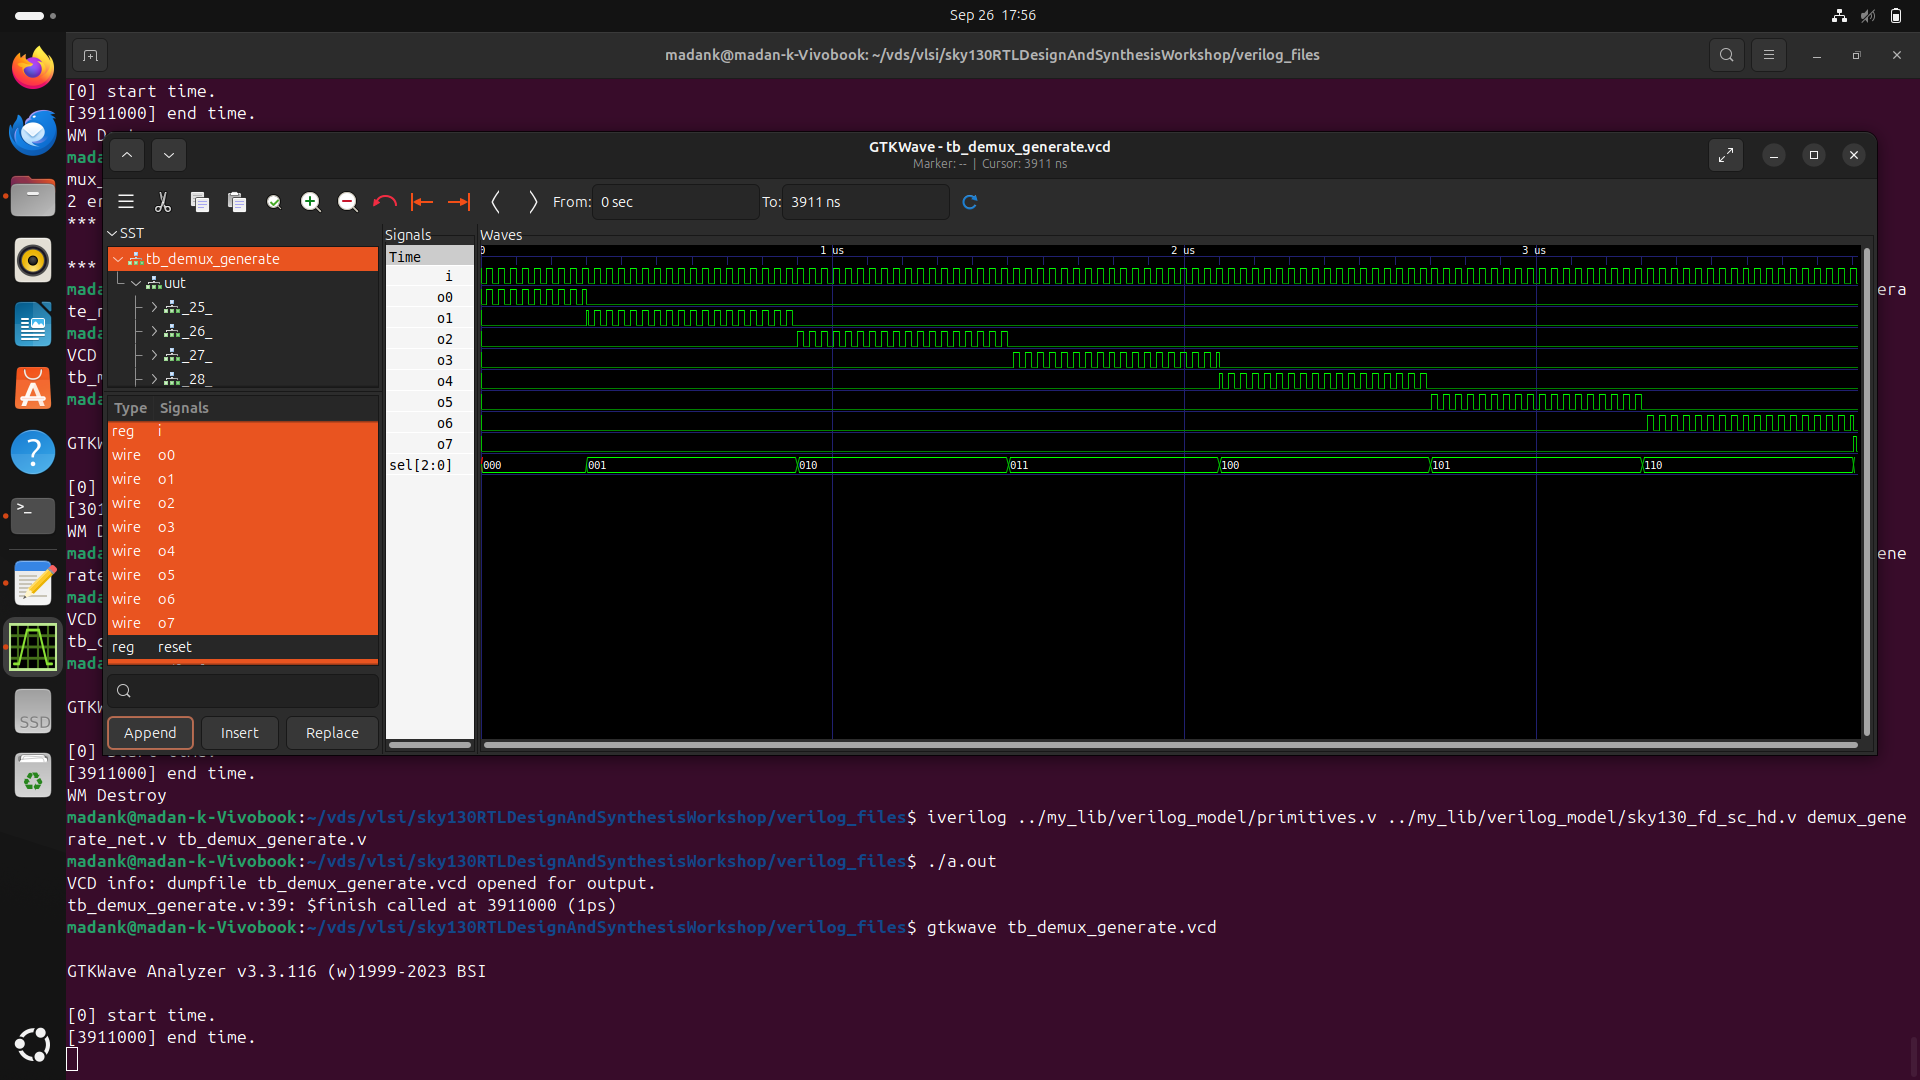 Sep 26 17:56
madank@madan-k-Vivobook: ~/vds/vlsi/sky130RTLDesignAndSynthesisWorkshop/verilog_files
[0] start time.
[3911000] end time.
WM
mada
mux_
2 er
***
***
mada
era
te_
mada
VCD
tb_
mada
GTKW
[0]
[301
WM
mada
ene
rate
mada
VCD
tb_
mada
GTKW
GTKWave - tb_demux_generate.vcd
Marker: -- | Cursor: 3911 ns
From: 0 sec To: 3911 ns
SST
tb_demux_generate
uut
_25_
_26_
_27_
_28_
Type Signals
reg i
wire o0
wire o1
wire o2
wire o3
wire o4
wire o5
wire o6
wire o7
reg reset
Append Insert Replace
Signals
Time
i
o0
o1
o2
o3
o4
o5
o6
o7
sel[2:0]
Waves
0 1 us 2 us 3 us
000 001 010 011 100 101 110
SSD
[0]
[3911000] end time.
WM Destroy
madank@madan-k-Vivobook:~/vds/vlsi/sky130RTLDesignAndSynthesisWorkshop/verilog_files$ iverilog ../my_lib/verilog_model/primitives.v ../my_lib/verilog_model/sky130_fd_sc_hd.v demux_gene
rate_net.v tb_demux_generate.v
madank@madan-k-Vivobook:~/vds/vlsi/sky130RTLDesignAndSynthesisWorkshop/verilog_files$ ./a.out
VCD info: dumpfile tb_demux_generate.vcd opened for output.
tb_demux_generate.v:39: $finish called at 3911000 (1ps)
madank@madan-k-Vivobook:~/vds/vlsi/sky130RTLDesignAndSynthesisWorkshop/verilog_files$ gtkwave tb_demux_generate.vcd
GTKWave Analyzer v3.3.116 (w)1999-2023 BSI
[0] start time.
[3911000] end time.